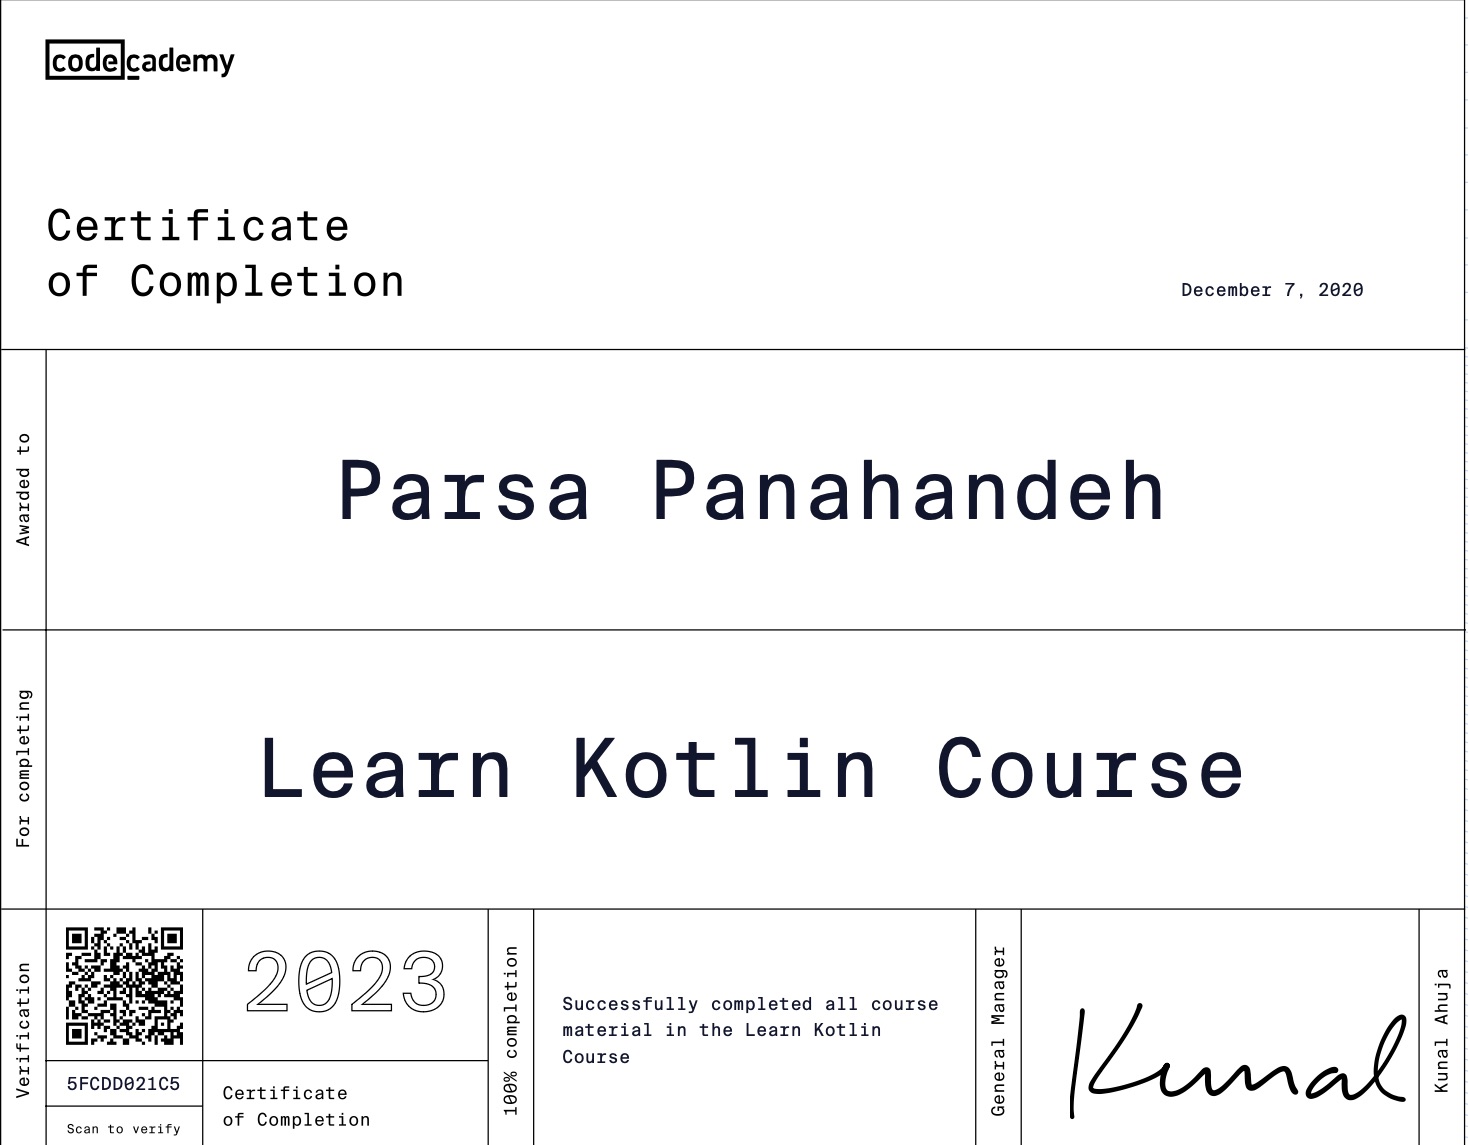 codecademy
Certificate
of Completion
December 7, 2020
Awarded to
Parsa Panahandeh
For completing
Learn Kotlin Course
Verification
5FCDD021C5
Scan to verify
2023
Certificate
of Completion
100% completion
Successfully completed all course
material in the Learn Kotlin
Course
General Manager
Kunal
Kunal Ahuja